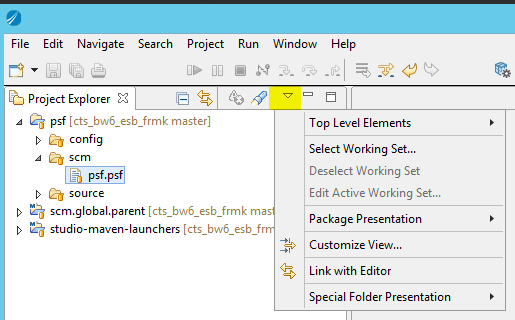 File Edit Navigate Search Project Run Window Help
Project Explorer
psf [cts_bw6_esb_frmk master]
config
scm
psf.psf
source
scm.global.parent [cts_bw6_esb_frmk mast
studio-maven-launchers [cts_bw6_esb_frm
Top Level Elements
Select Working Set...
Deselect Working Set
Edit Active Working Set...
Package Presentation
Customize View...
Link with Editor
Special Folder Presentation